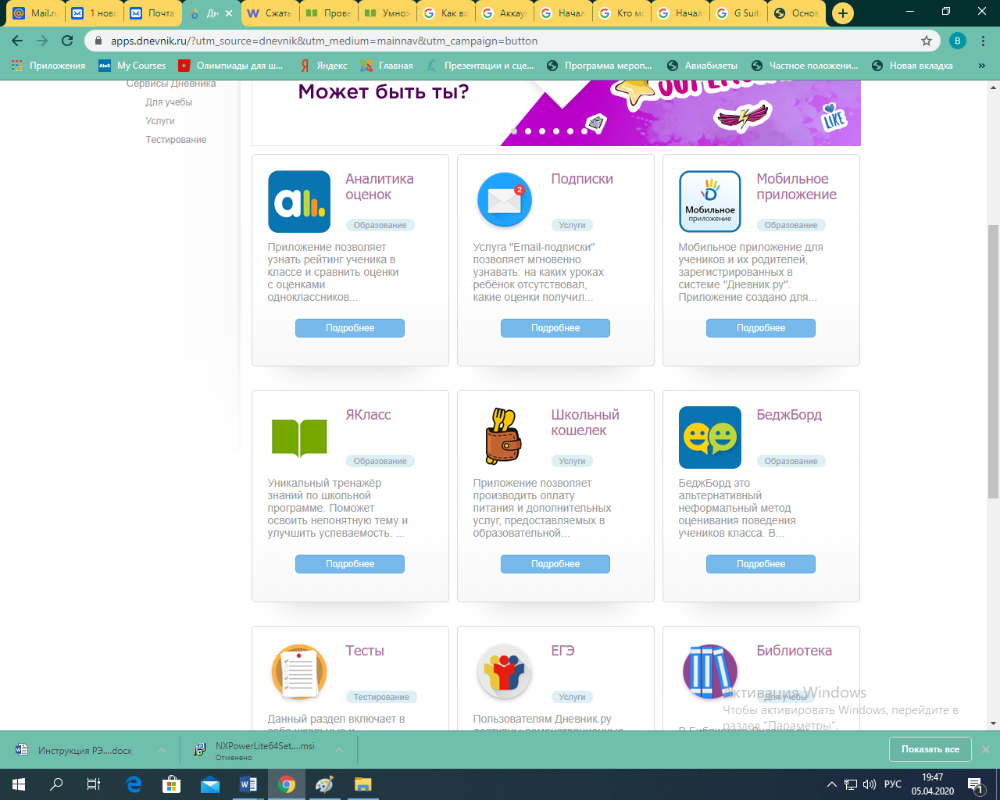 Mail.ru
1 новое
Почта
Дн
Сжать
Прове
Умнож
Как во
Аккаун
Начал
Кто мо
Начал
G Suit
Основ
apps.dnevnik.ru/?utm_source=dnevnik&utm_medium=mainnav&utm_campaign=button
B
Приложения
AtoS
My Courses
Олимпиады для ш...
Яндекс
Главная
Презентации и сце...
Программа мероп...
Авиабилеты
Частное положени...
Новая вкладка
»
Сервисы Дневника
Для учебы
Услуги
Тестирование
Может быть ты?
LIKE
Аналитика
оценок
Образование
Приложение позволяет
узнать рейтинг ученика в
классе и сравнить оценки
с оценками
одноклассников...
Подробнее
2
Подписки
Услуги
Услуга "Email-подписки"
позволяет мгновенно
узнавать: на каких уроках
ребёнок отсутствовал,
какие оценки получил...
Подробнее
Мобильное
приложение
Мобильное
приложение
Образование
Мобильное приложение для
учеников и их родителей,
зарегистрированных в
системе "Дневник.ру".
Приложение создано для...
Подробнее
ЯКласс
Образование
Уникальный тренажёр
знаний по школьной
программе. Поможет
освоить непонятную тему и
улучшить успеваемость. ...
Подробнее
Школьный
кошелек
Услуги
Приложение позволяет
производить оплату
питания и дополнительных
услуг, предоставляемых в
образовательной...
Подробнее
БеджБорд
Образование
БеджБорд это
альтернативный
неформальный метод
оценивания поведения
учеников класса. В...
Подробнее
Тесты
Тестирование
Данный раздел включает в
ЕГЭ
Услуги
Пользователям Дневник.ру
Библиотека
Для учебы
Активация Windows
Чтобы активировать Windows, перейдите в
раздел "Параметры".
Инструкция РЭ....docx
NXPowerLite64Set....msi
Отменено
Показать все
РУС
19:47
05.04.2020
1